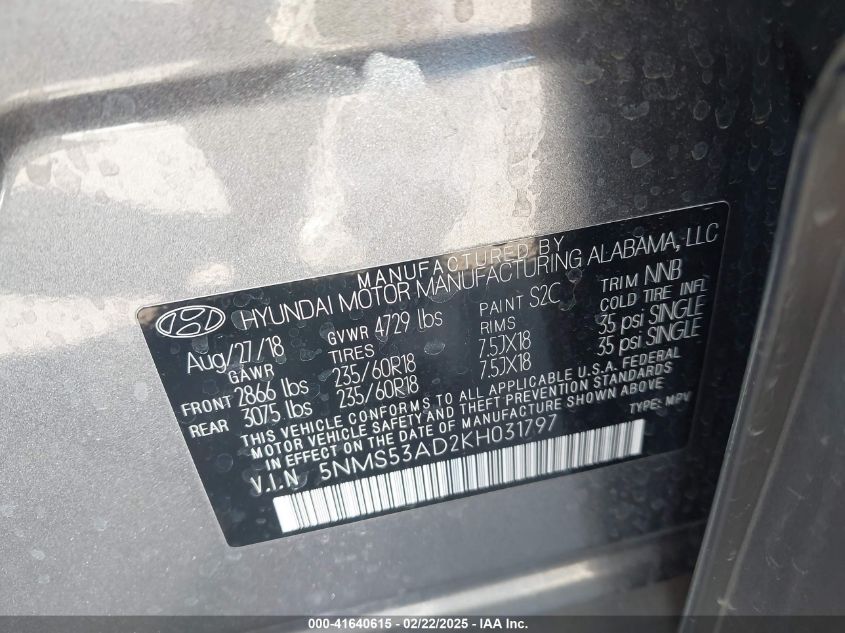 MANUFACTURED BY
HYUNDAI MOTOR MANUFACTURING ALABAMA, LLC
Aug/27/18 GVWR 4729 lbs PAINT S2C TRIM NNB
GAWR TIRES RIMS COLD TIRE INFL
FRONT 2866 lbs 235/60R18 7.5JX18 35 psi SINGLE
REAR 3075 lbs 235/60R18 7.5JX18 35 psi SINGLE
THIS VEHICLE CONFORMS TO ALL APPLICABLE U.S.A. FEDERAL
MOTOR VEHICLE SAFETY AND THEFT PREVENTION STANDARDS
IN EFFECT ON THE DATE OF MANUFACTURE SHOWN ABOVE
V.I.N 5NMS53AD2KH031797 TYPE: MPV
000-41640615 - 02/22/2025 - IAA Inc.